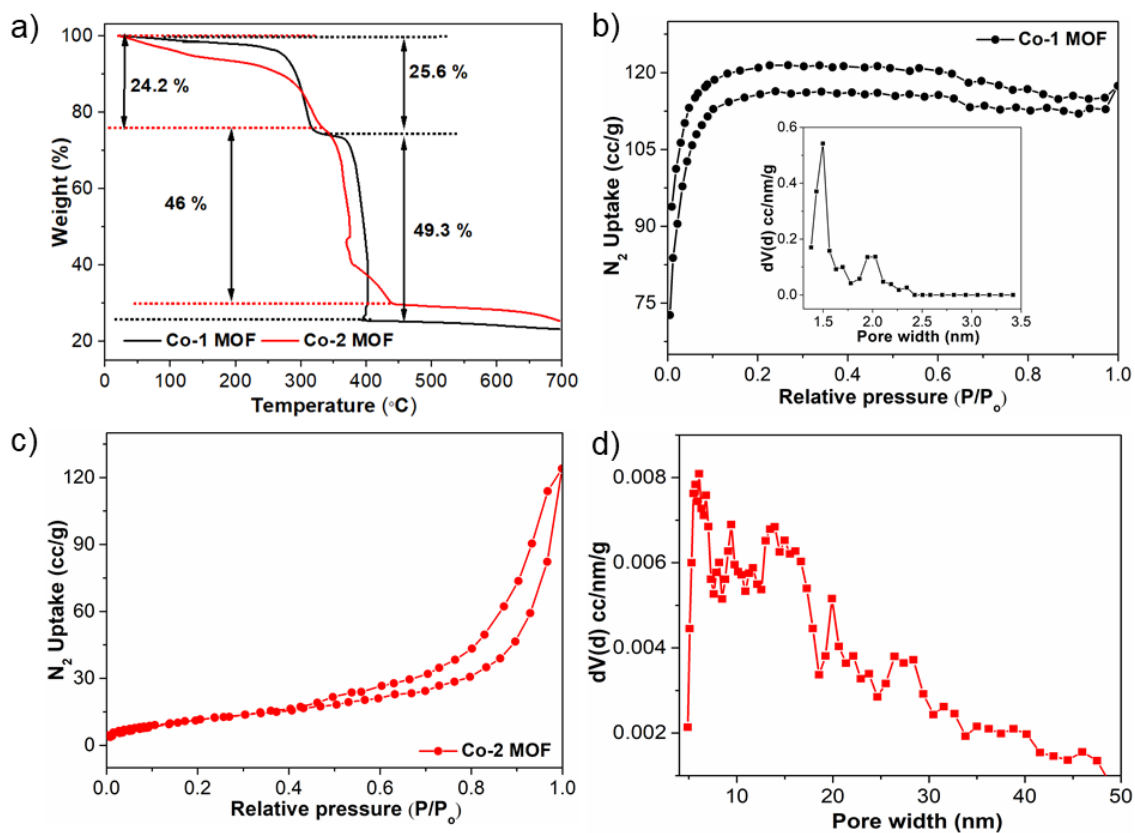 a)
100
80
60
40
20
Weight (%)
24.2 %
25.6 %
46 %
49.3 %
Co-1 MOF
Co-2 MOF
0 100 200 300 400 500 600 700
Temperature (°C)
b)
120
105
90
75
N2 Uptake (cc/g)
Co-1 MOF
0.6
0.4
0.2
0.0
dV(d) cc/nm/g
1.5 2.0 2.5 3.0 3.5
Pore width (nm)
0.0 0.2 0.4 0.6 0.8 1.0
Relative pressure (P/Po)
c)
120
90
60
30
0
N2 Uptake (cc/g)
Co-2 MOF
0.0 0.2 0.4 0.6 0.8 1.0
Relative pressure (P/Po)
d)
0.008
0.006
0.004
0.002
dV(d) cc/nm/g
10 20 30 40 50
Pore width (nm)